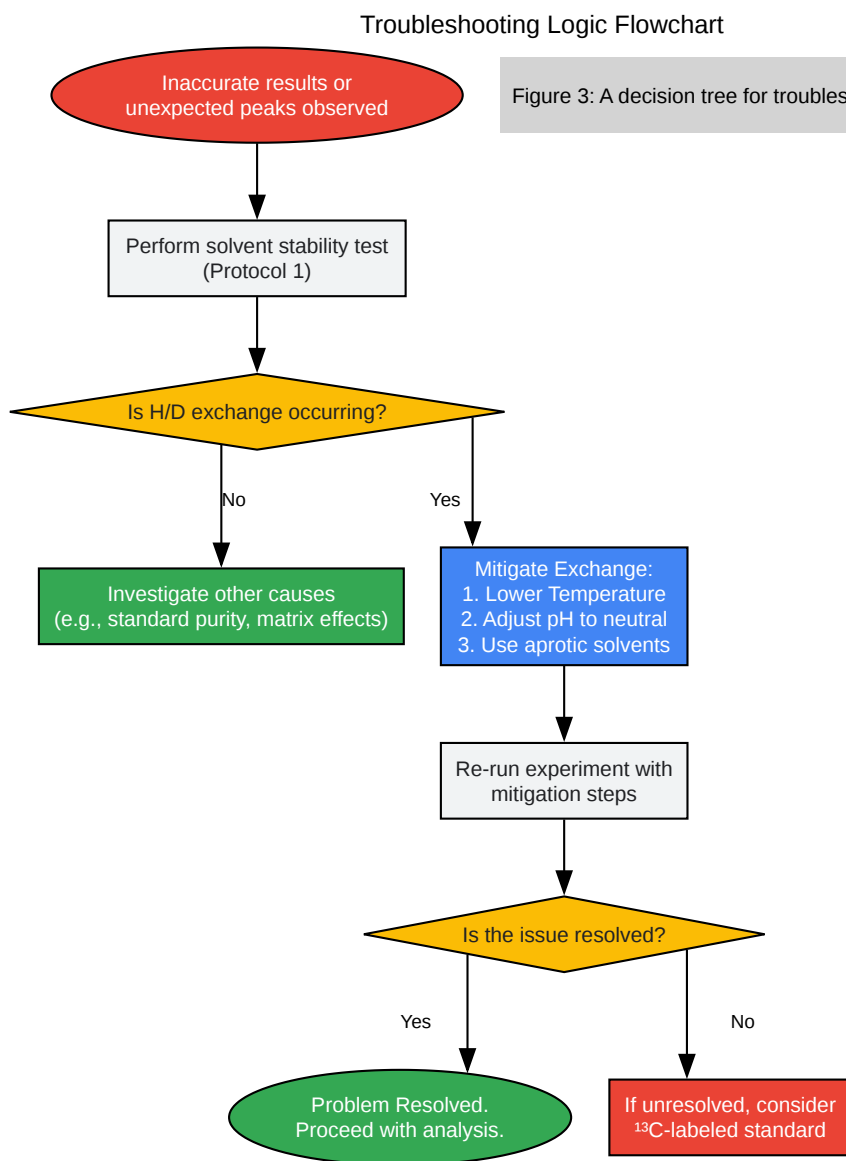 Troubleshooting Logic Flowchart
Inaccurate results or
unexpected peaks observed
Figure 3: A decision tree for troubles
Perform solvent stability test
(Protocol 1)
Is H/D exchange occurring?
No
Yes
Investigate other causes
(e.g., standard purity, matrix effects)
Mitigate Exchange:
1. Lower Temperature
2. Adjust pH to neutral
3. Use aprotic solvents
Re-run experiment with
mitigation steps
Is the issue resolved?
Yes
No
Problem Resolved.
Proceed with analysis.
If unresolved, consider
¹³C-labeled standard